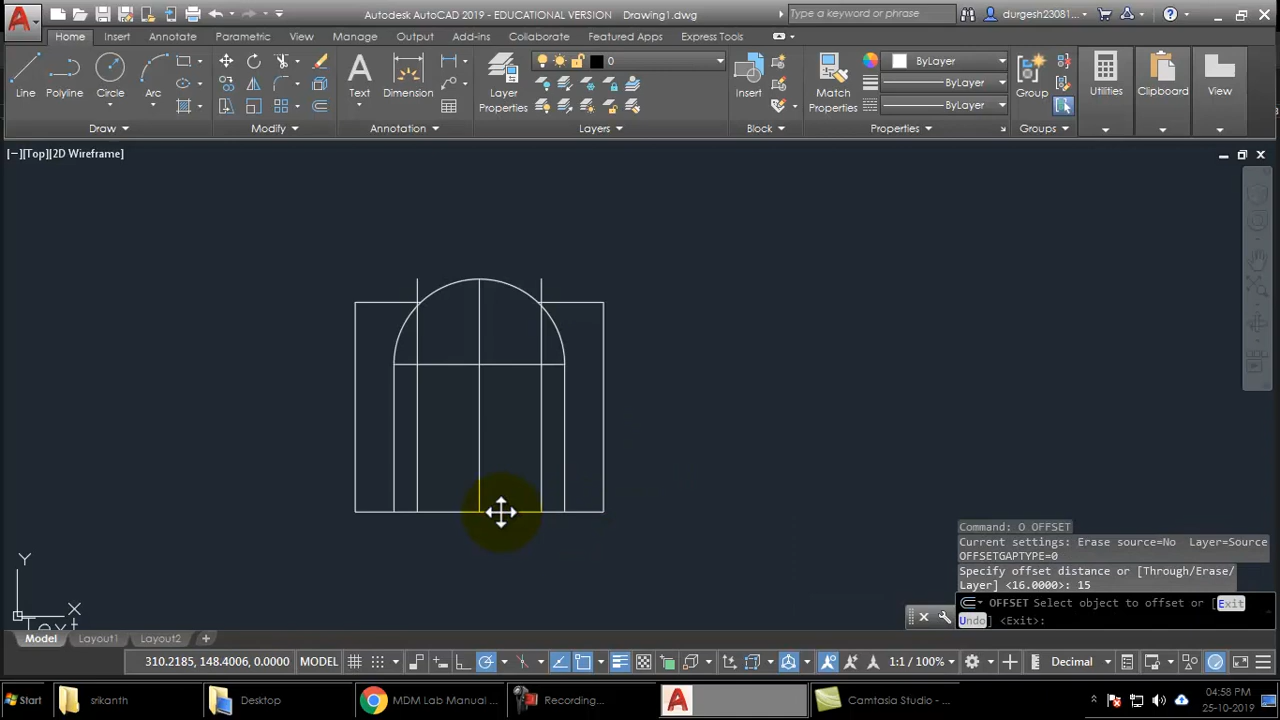 Autodesk AutoCAD 2019 - EDUCATIONAL VERSION Drawing1.dwg
Type a keyword or phrase
durgesh23081...
Home Insert Annotate Parametric View Manage Output Add-ins Collaborate Featured Apps Express Tools
Line Polyline Circle Arc
Draw
Modify
Text Dimension
Annotation
Layer
Properties
0
Layers
Insert
Block
Match
Properties
ByLayer
ByLayer
ByLayer
Properties
Group
Groups
Utilities
Clipboard
View
[−][Top][2D Wireframe]
Y
X
Text
Command: O OFFSET
Current settings: Erase source=No Layer=Source
OFFSETGAPTYPE=0
Specify offset distance or [Through/Erase/
Layer] <16.0000>: 15
OFFSET Select object to offset or [Exit
Undo] <Exit>:
Model Layout1 Layout2 +
310.2185, 148.4006, 0.0000 MODEL 1:1 / 100% Decimal
Start srikanth Desktop MDM Lab Manual ... Recording... Camtasia Studio - ... 04:58 PM
25-10-2019